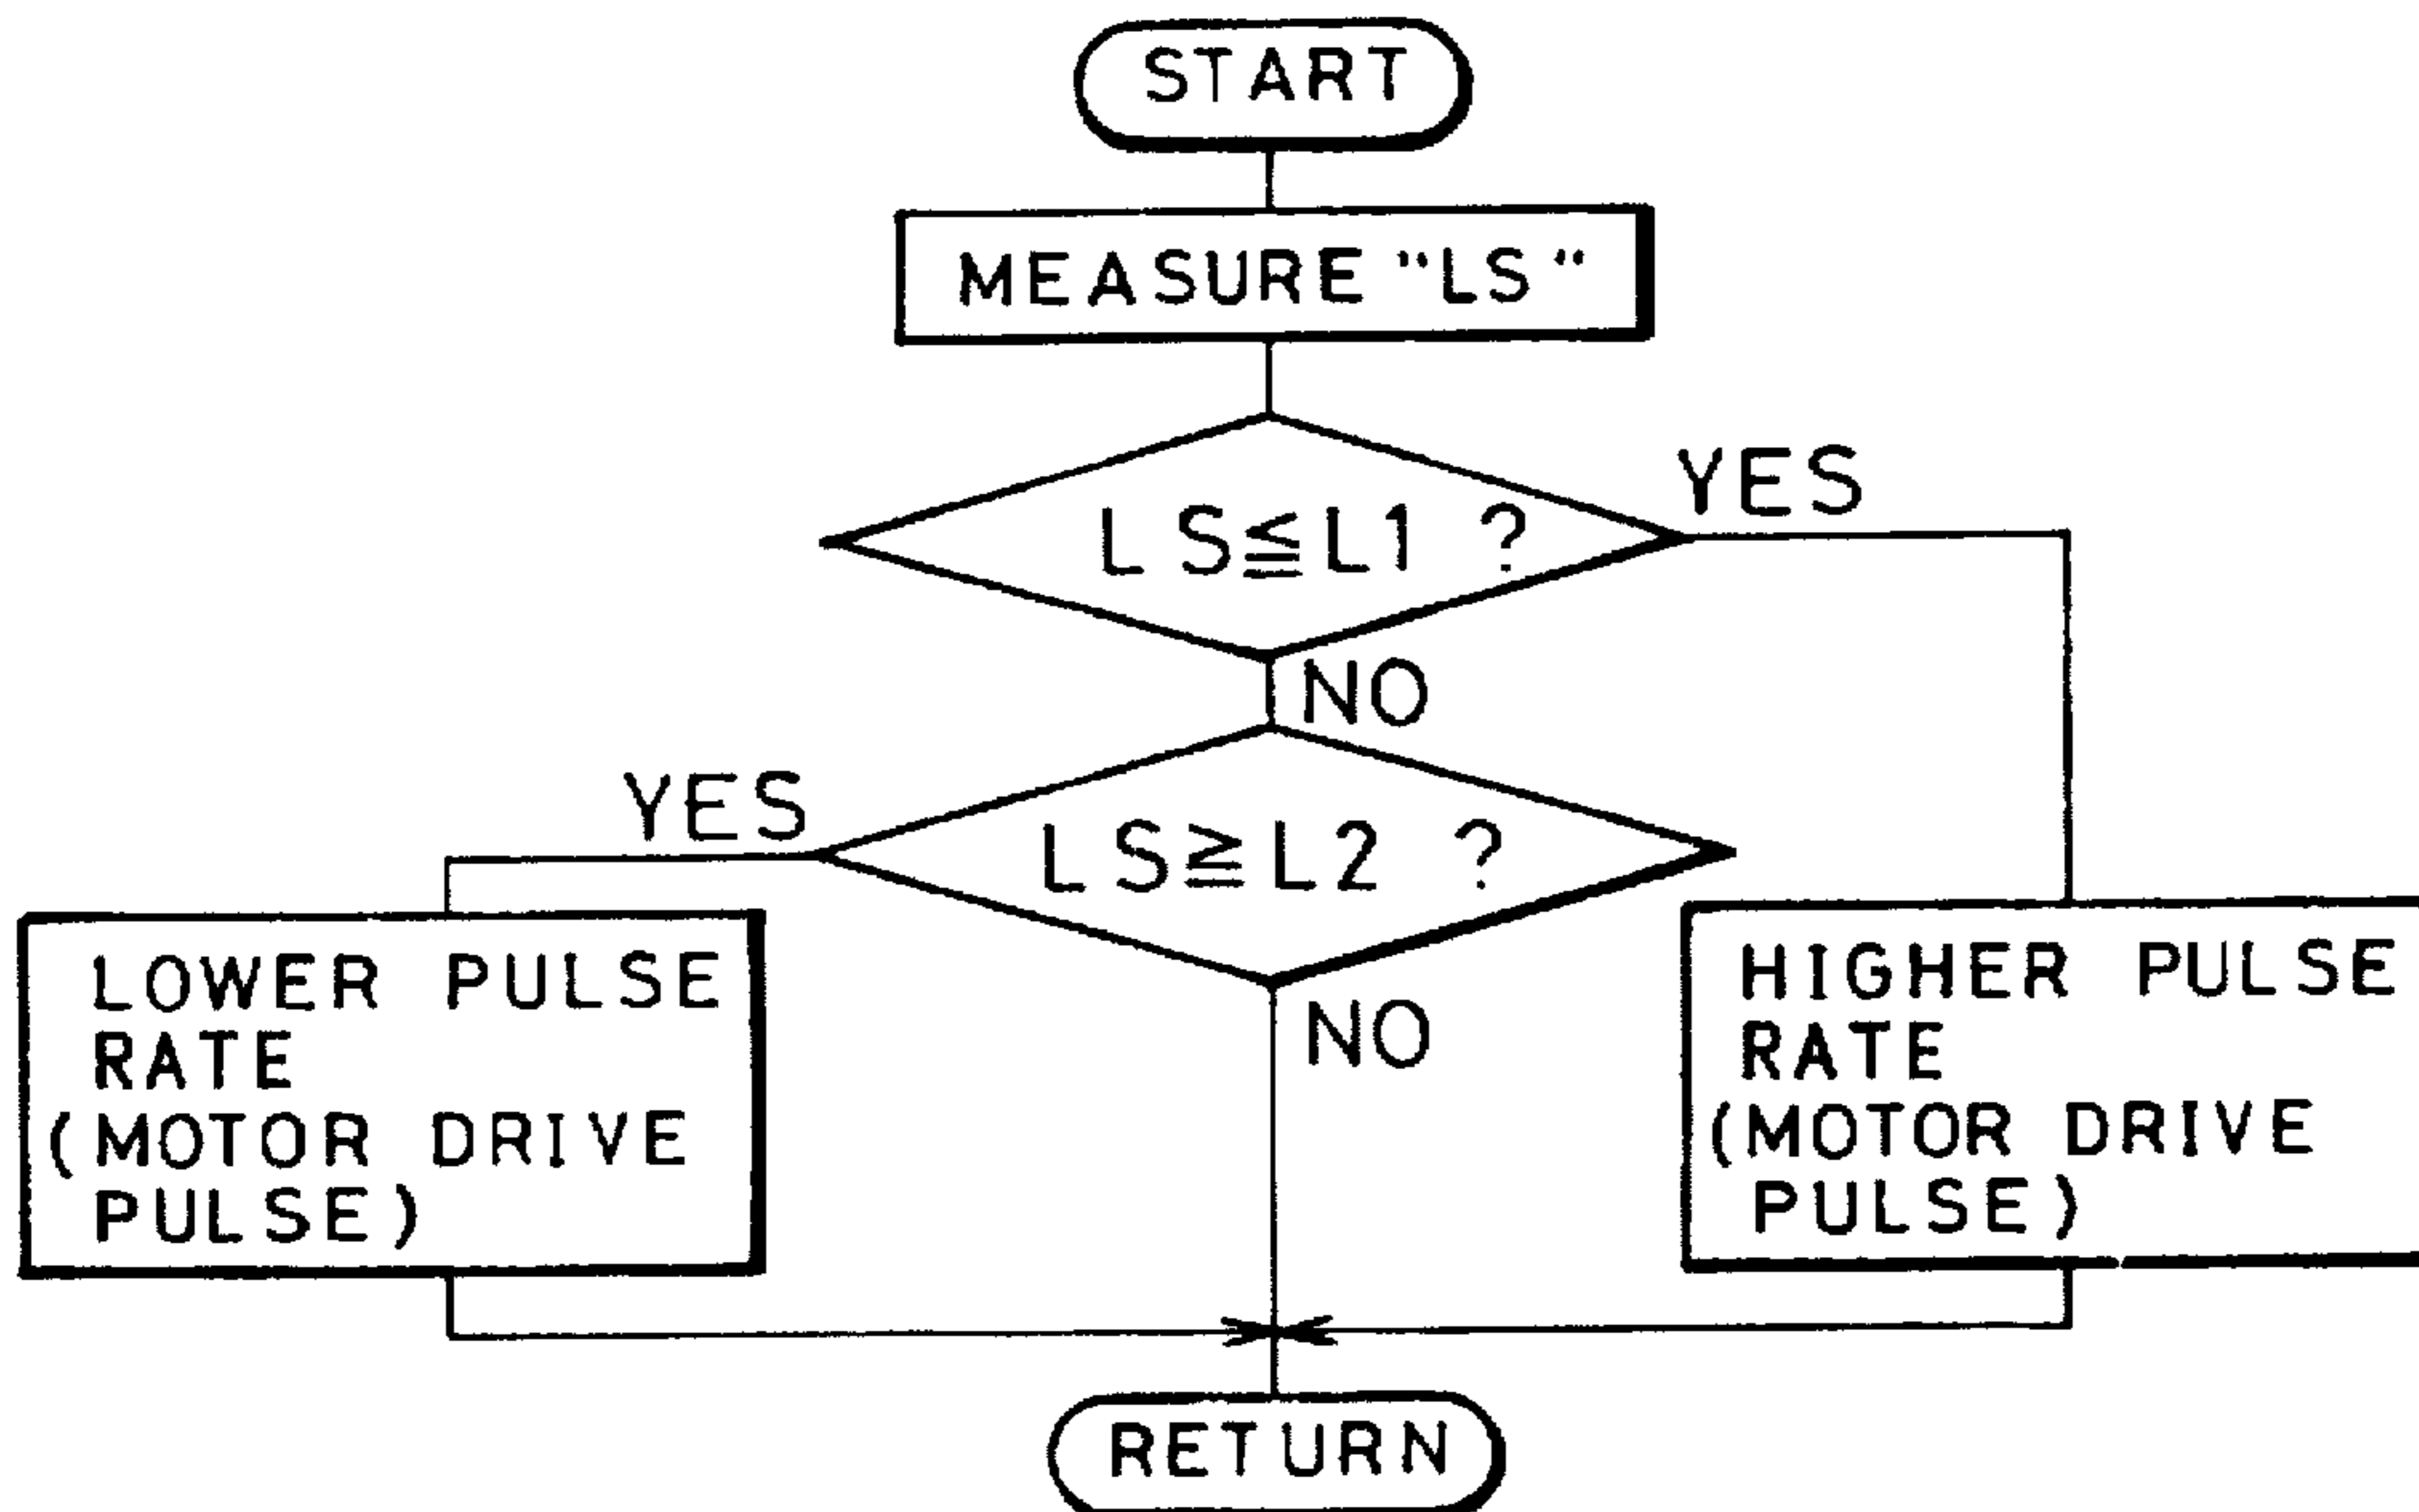 START
MEASURE "LS"
LS≦L1 ?
YES
NO
LS≧L2 ?
YES
NO
LOWER PULSE
RATE
(MOTOR DRIVE
PULSE)
HIGHER PULSE
RATE
(MOTOR DRIVE
PULSE)
RETURN